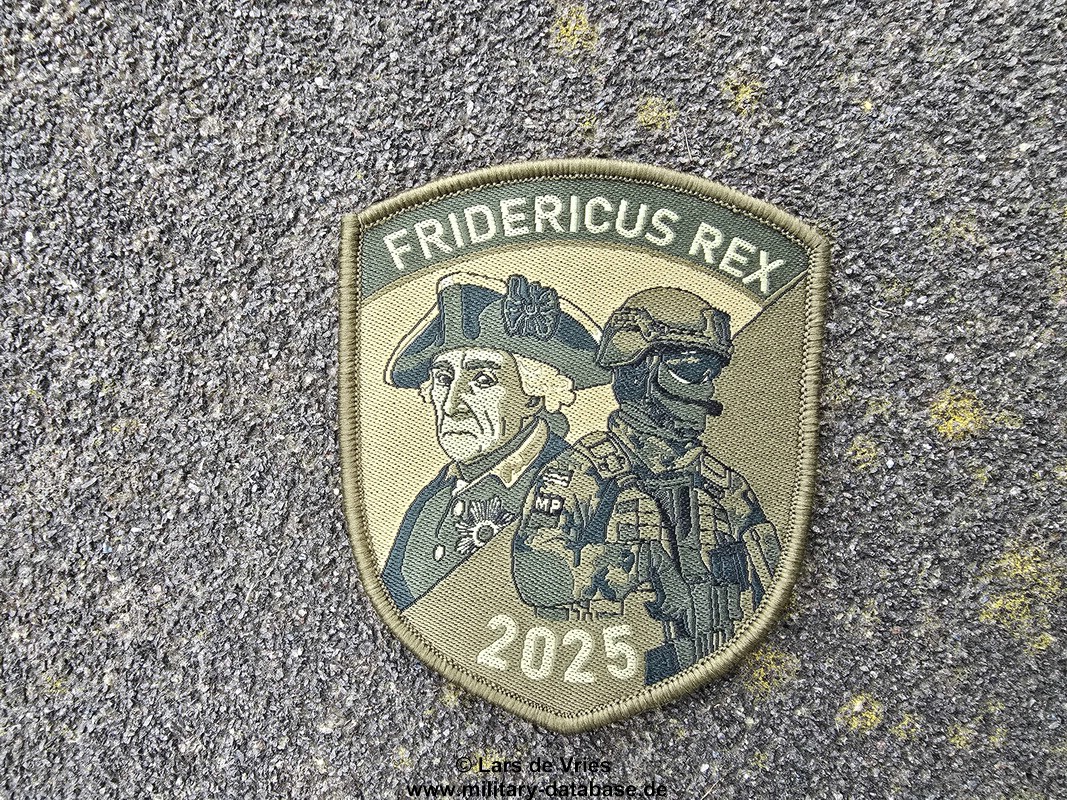 FRIDERICUS REX
MP
2025
© Lars de Vries
www.military-database.de